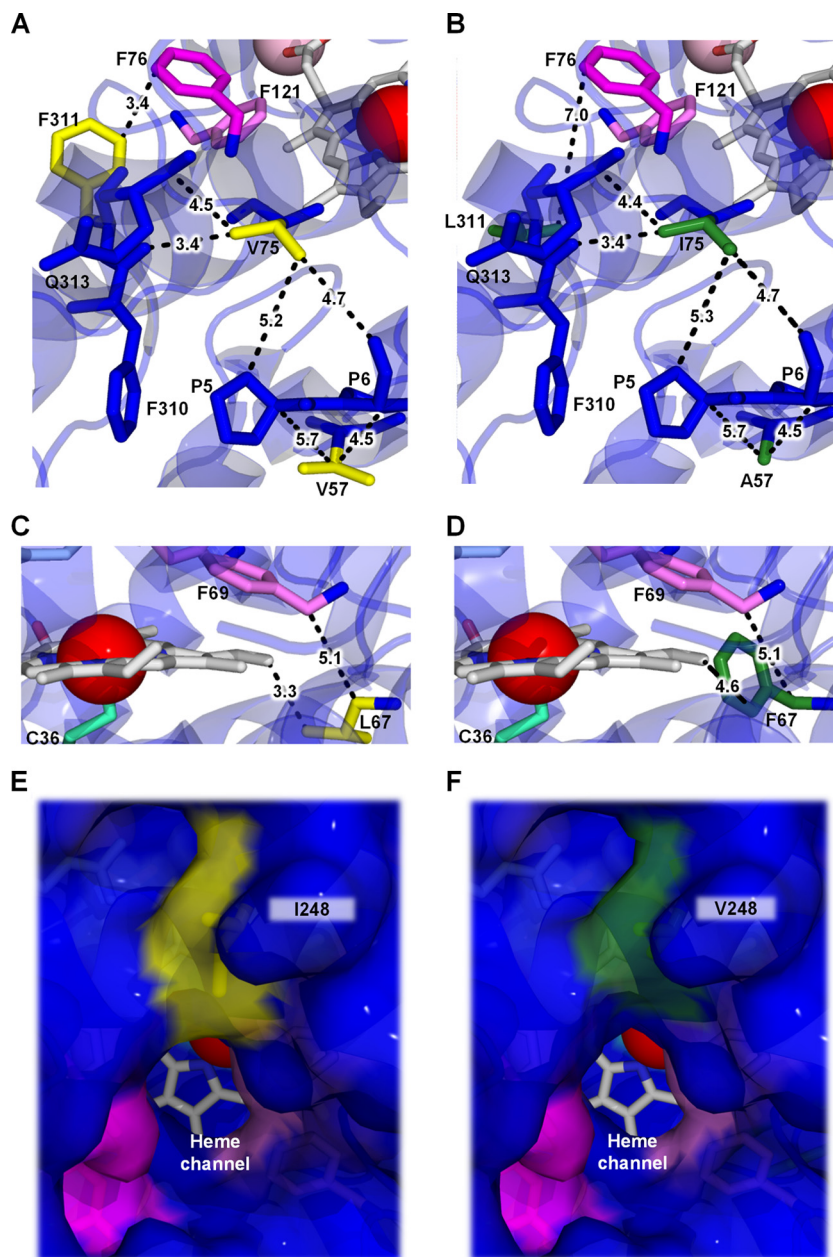 A
F76
F121
3.4
F311
4.5
3.4
V75
Q313
4.7
5.2
P5
P6
F310
5.7
4.5
V57
B
F76
F121
7.0
4.4
L311
3.4
I75
Q313
4.7
5.3
P5
P6
F310
5.7
4.5
A57
C
F69
5.1
3.3
L67
C36
D
F69
5.1
4.6
F67
C36
E
I248
Heme
channel
F
V248
Heme
channel